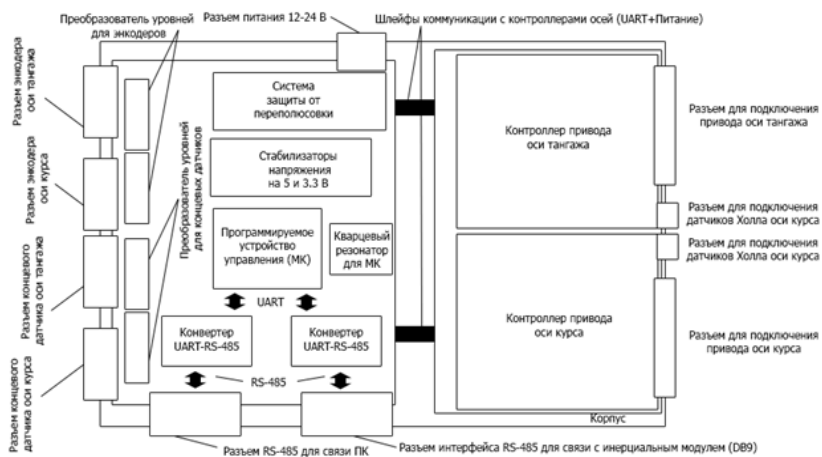 Преобразователь уровней
для энкодеров
Разъем питания 12-24 В
Шлейфы коммуникации с контроллерами осей (UART+Питание)
Разъем энкодера
оси тангажа
Разъем энкодера
оси курса
Разъем концевого
датчика оси тангажа
Разъем концевого
датчика оси курса
Преобразователь уровней
для концевых датчиков
Система
защиты от
переполюсовки
Стабилизаторы
напряжения
на 5 и 3.3 В
Программируемое
устройство
управления (МК)
Кварцевый
резонатор
для МК
UART
Конвертер
UART-RS-485
Конвертер
UART-RS-485
RS-485
Контроллер привода
оси тангажа
Контроллер привода
оси курса
Разъем для подключения
привода оси тангажа
Разъем для подключения
датчиков Холла оси курса
Разъем для подключения
датчиков Холла оси курса
Разъем для подключения
привода оси курса
Корпус
Разъем RS-485 для связи ПК
Разъем интерфейса RS-485 для связи с инерциальным модулем (DB9)